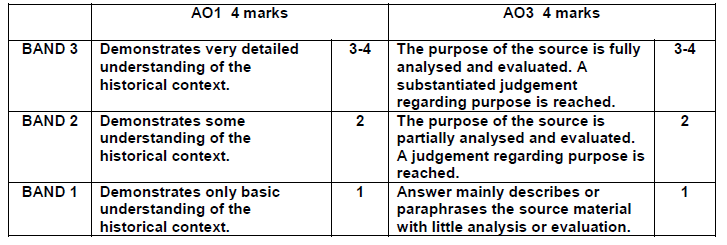 AO1 4 marks AO3 4 marks
BAND 3 Demonstrates very detailed 3-4 The purpose of the source is fully 3-4
understanding of the analysed and evaluated. A
historical context. substantiated judgement
regarding purpose is reached.
BAND 2 Demonstrates some 2 The purpose of the source is 2
understanding of the partially analysed and evaluated.
historical context. A judgement regarding purpose is
reached.
BAND 1 Demonstrates only basic 1 Answer mainly describes or 1
understanding of the paraphrases the source material
historical context. with little analysis or evaluation.